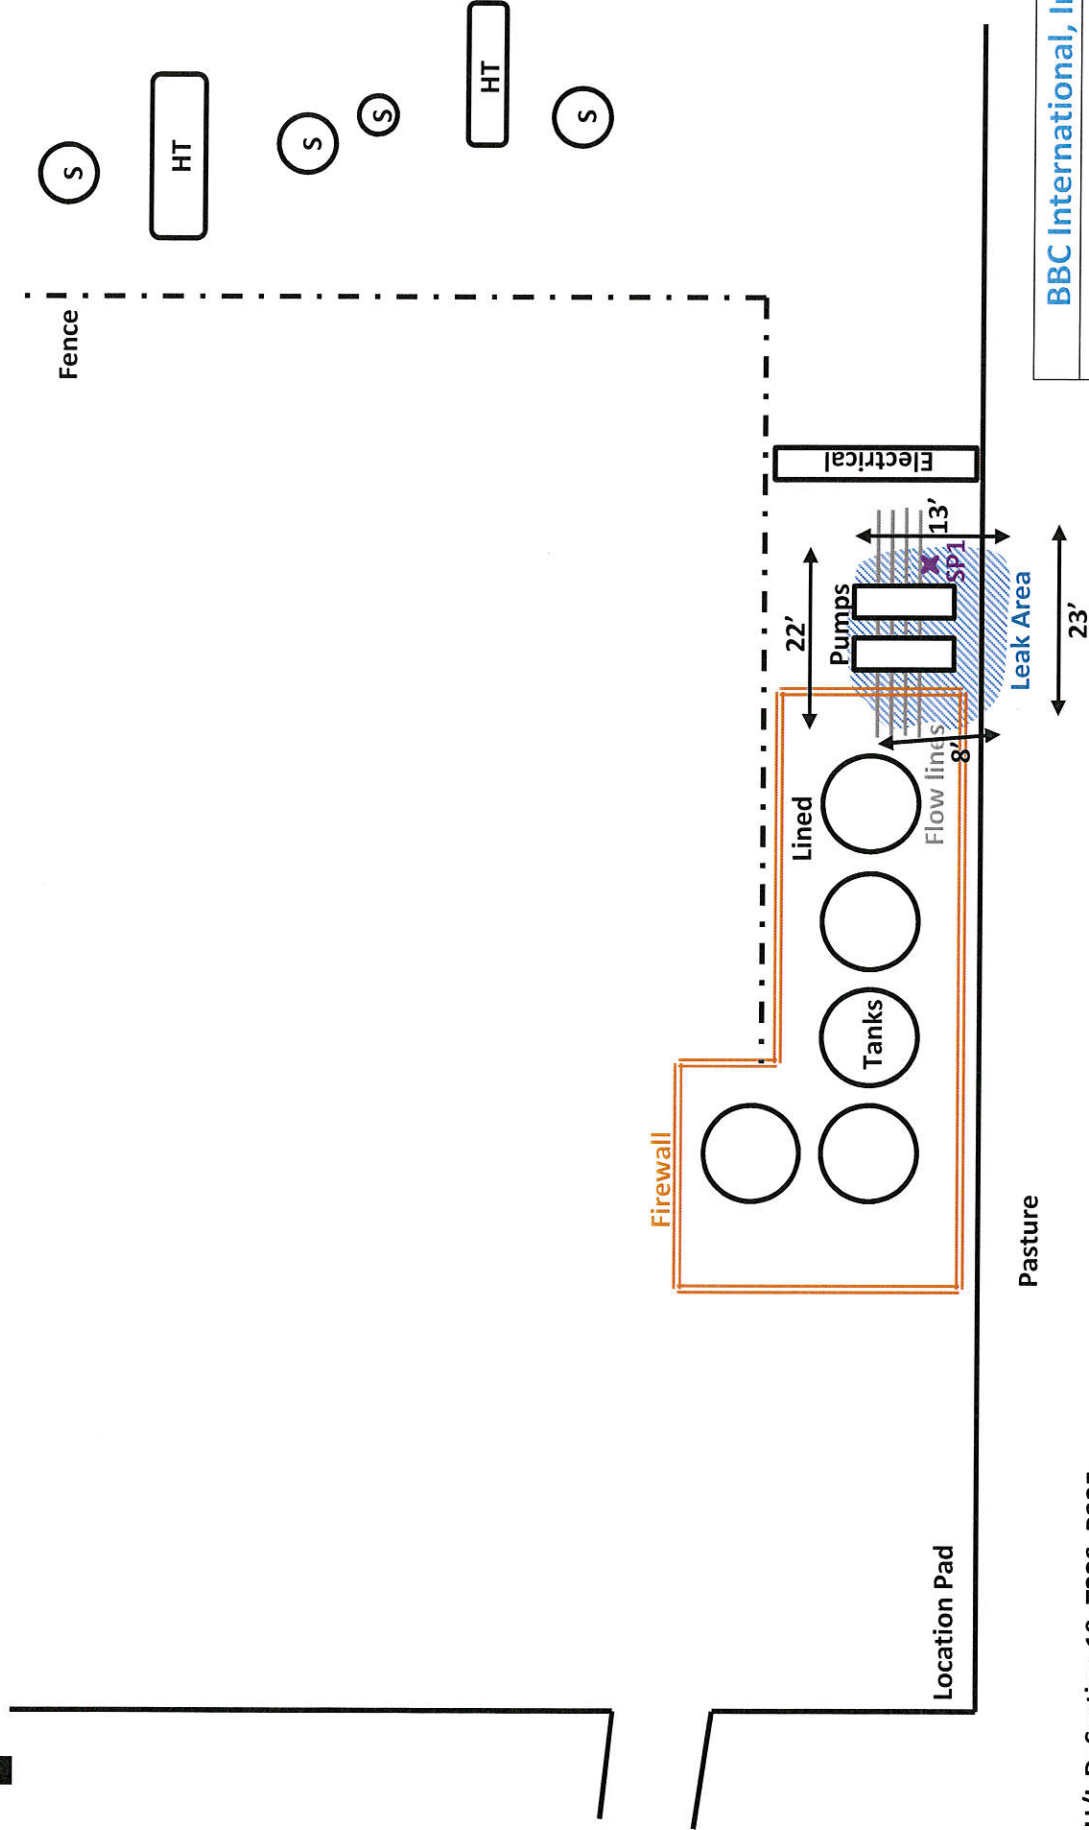 Fence
S
HT
S
S
HT
S
Firewall
22’
Lined
Pumps
Tanks
Electrical
Flow lines
13’
Location Pad
SP1
8’
Leak Area
Pasture
BBC International,
23’